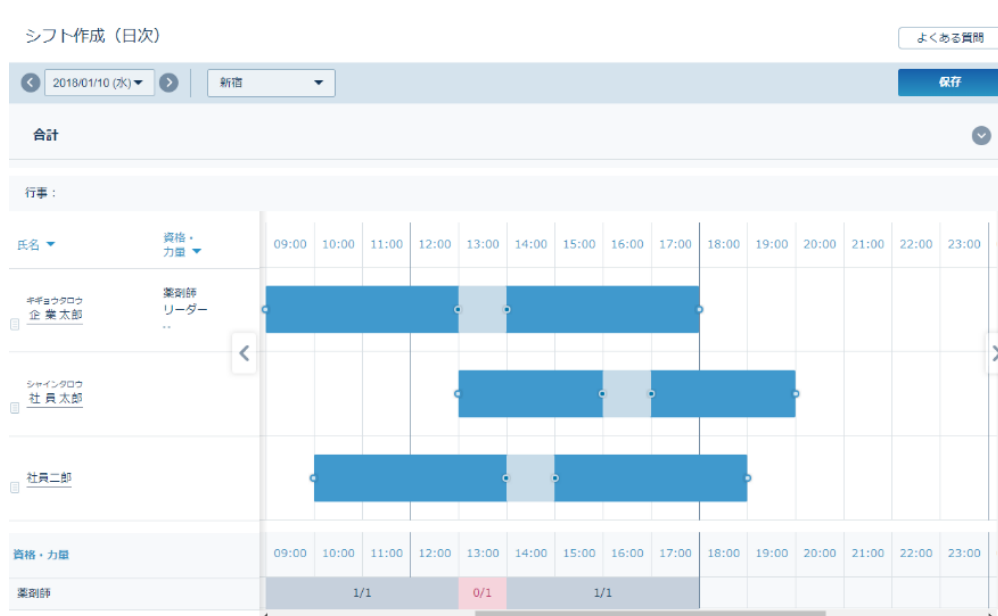 シフト作成（日次）
よくある質問
2018/01/10 (水)
新宿
保存
合計
行事：
氏名
資格・
力量
09:00 10:00 11:00 12:00 13:00 14:00 15:00 16:00 17:00 18:00 19:00 20:00 21:00 22:00 23:00
キギョウタロウ
企業太郎
薬剤師
リーダー
--
シャインタロウ
社員太郎
社員二郎
資格・力量
09:00 10:00 11:00 12:00 13:00 14:00 15:00 16:00 17:00 18:00 19:00 20:00 21:00 22:00 23:00
薬剤師
1/1 0/1 1/1